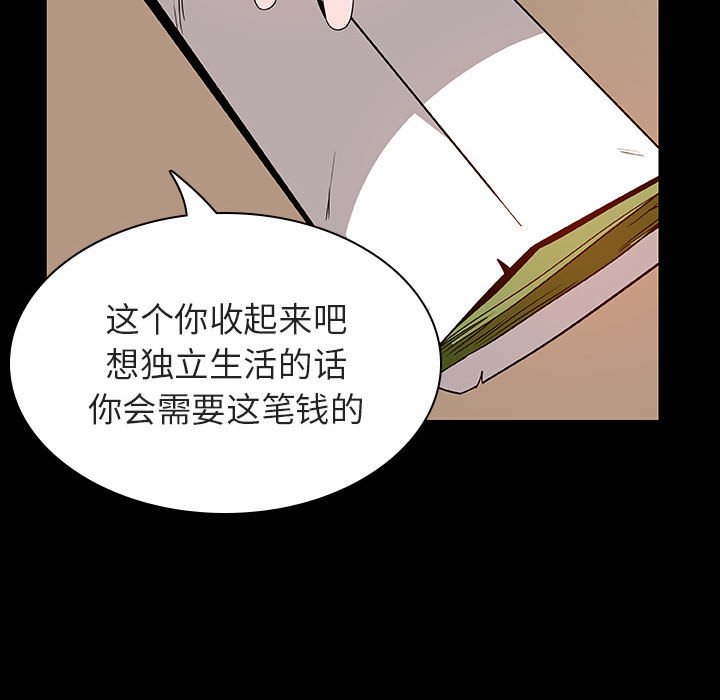 这个你收起来吧
想独立生活的话
你会需要这笔钱的